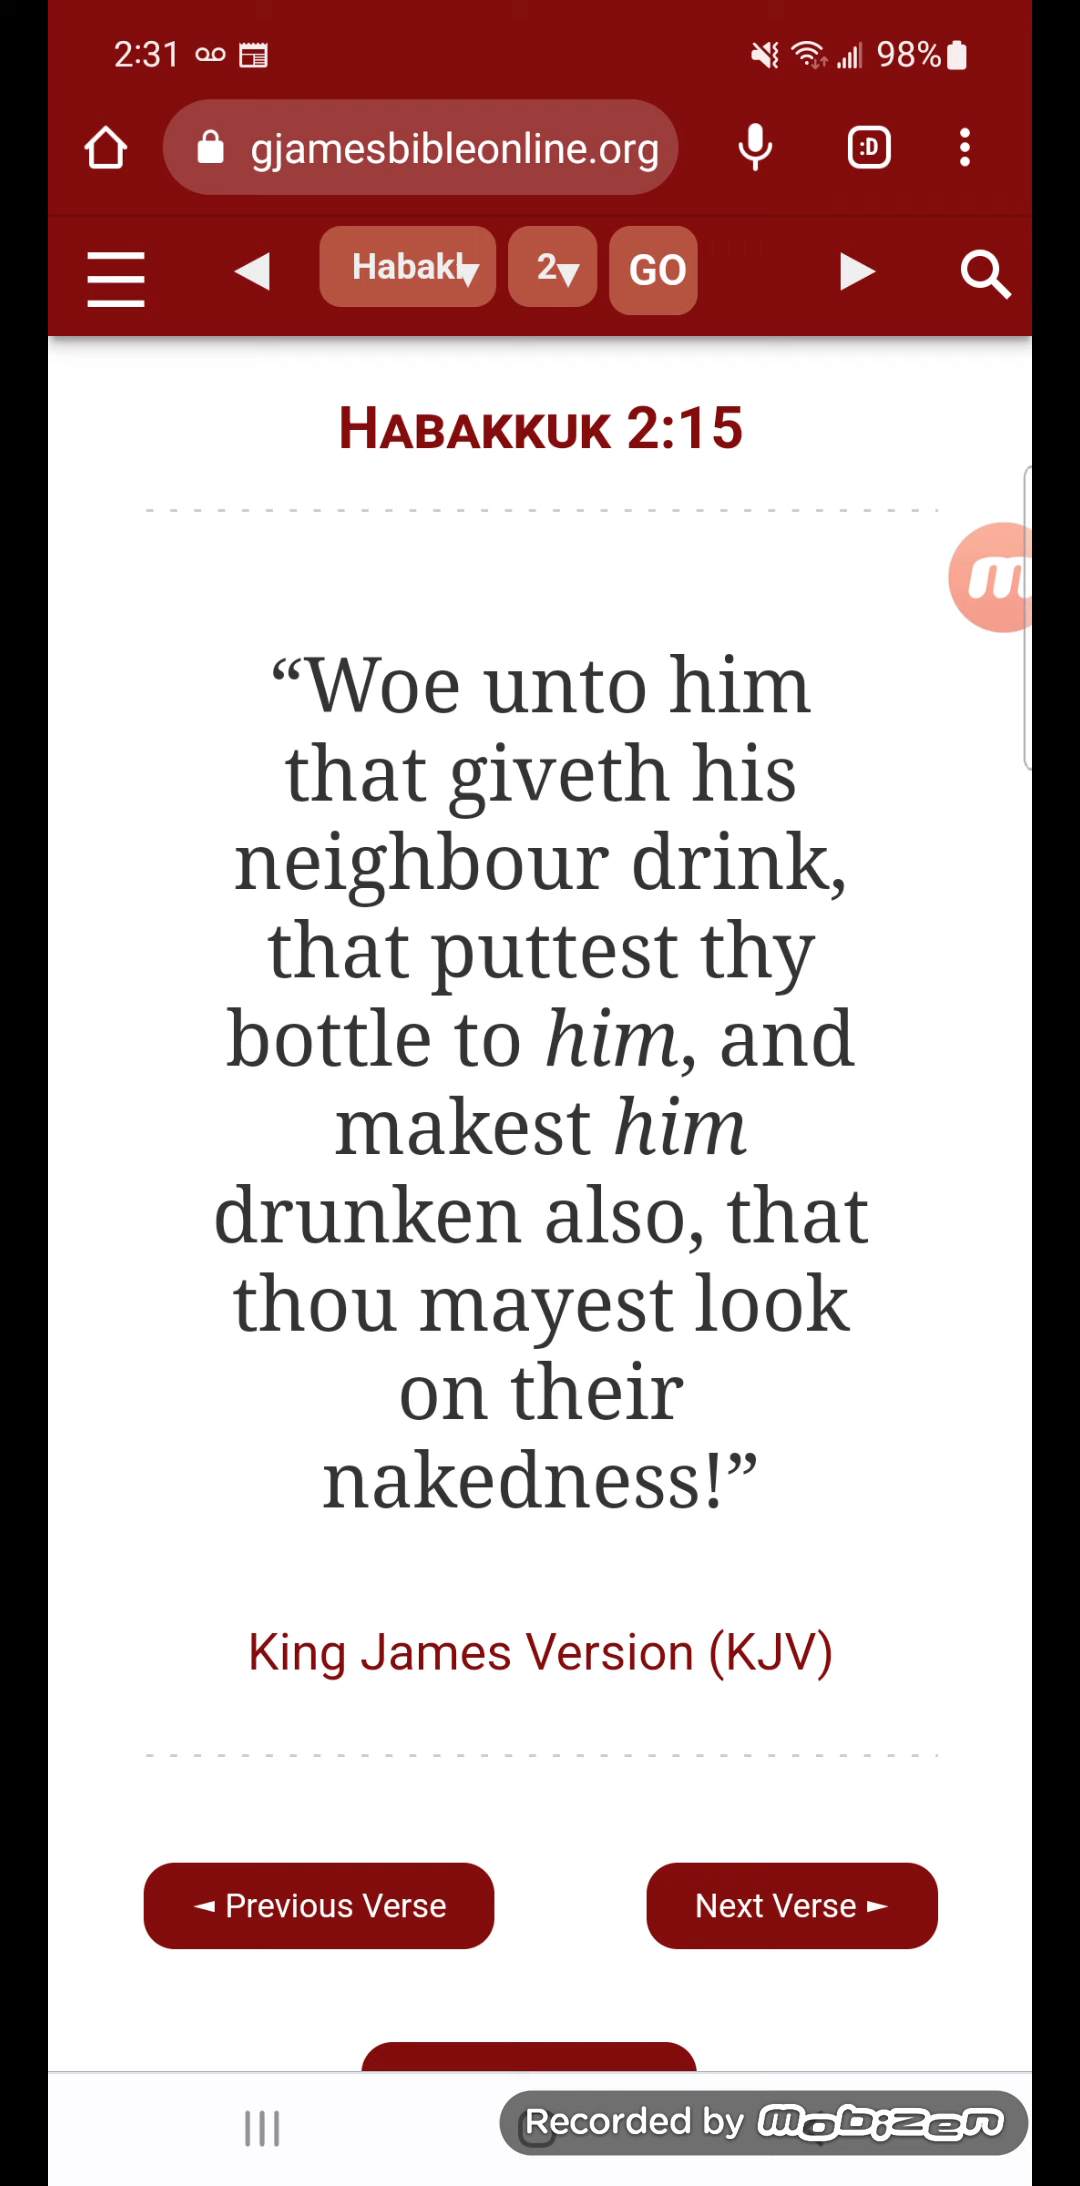 2:31 98%
gjamesbibleonline.org :D
Habakk 2 GO
HABAKKUK 2:15
m
“Woe unto him
that giveth his
neighbour drink,
that puttest thy
bottle to him, and
makest him
drunken also, that
thou mayest look
on their
nakedness!”
King James Version (KJV)
◄ Previous Verse Next Verse ►
Recorded by mobizen